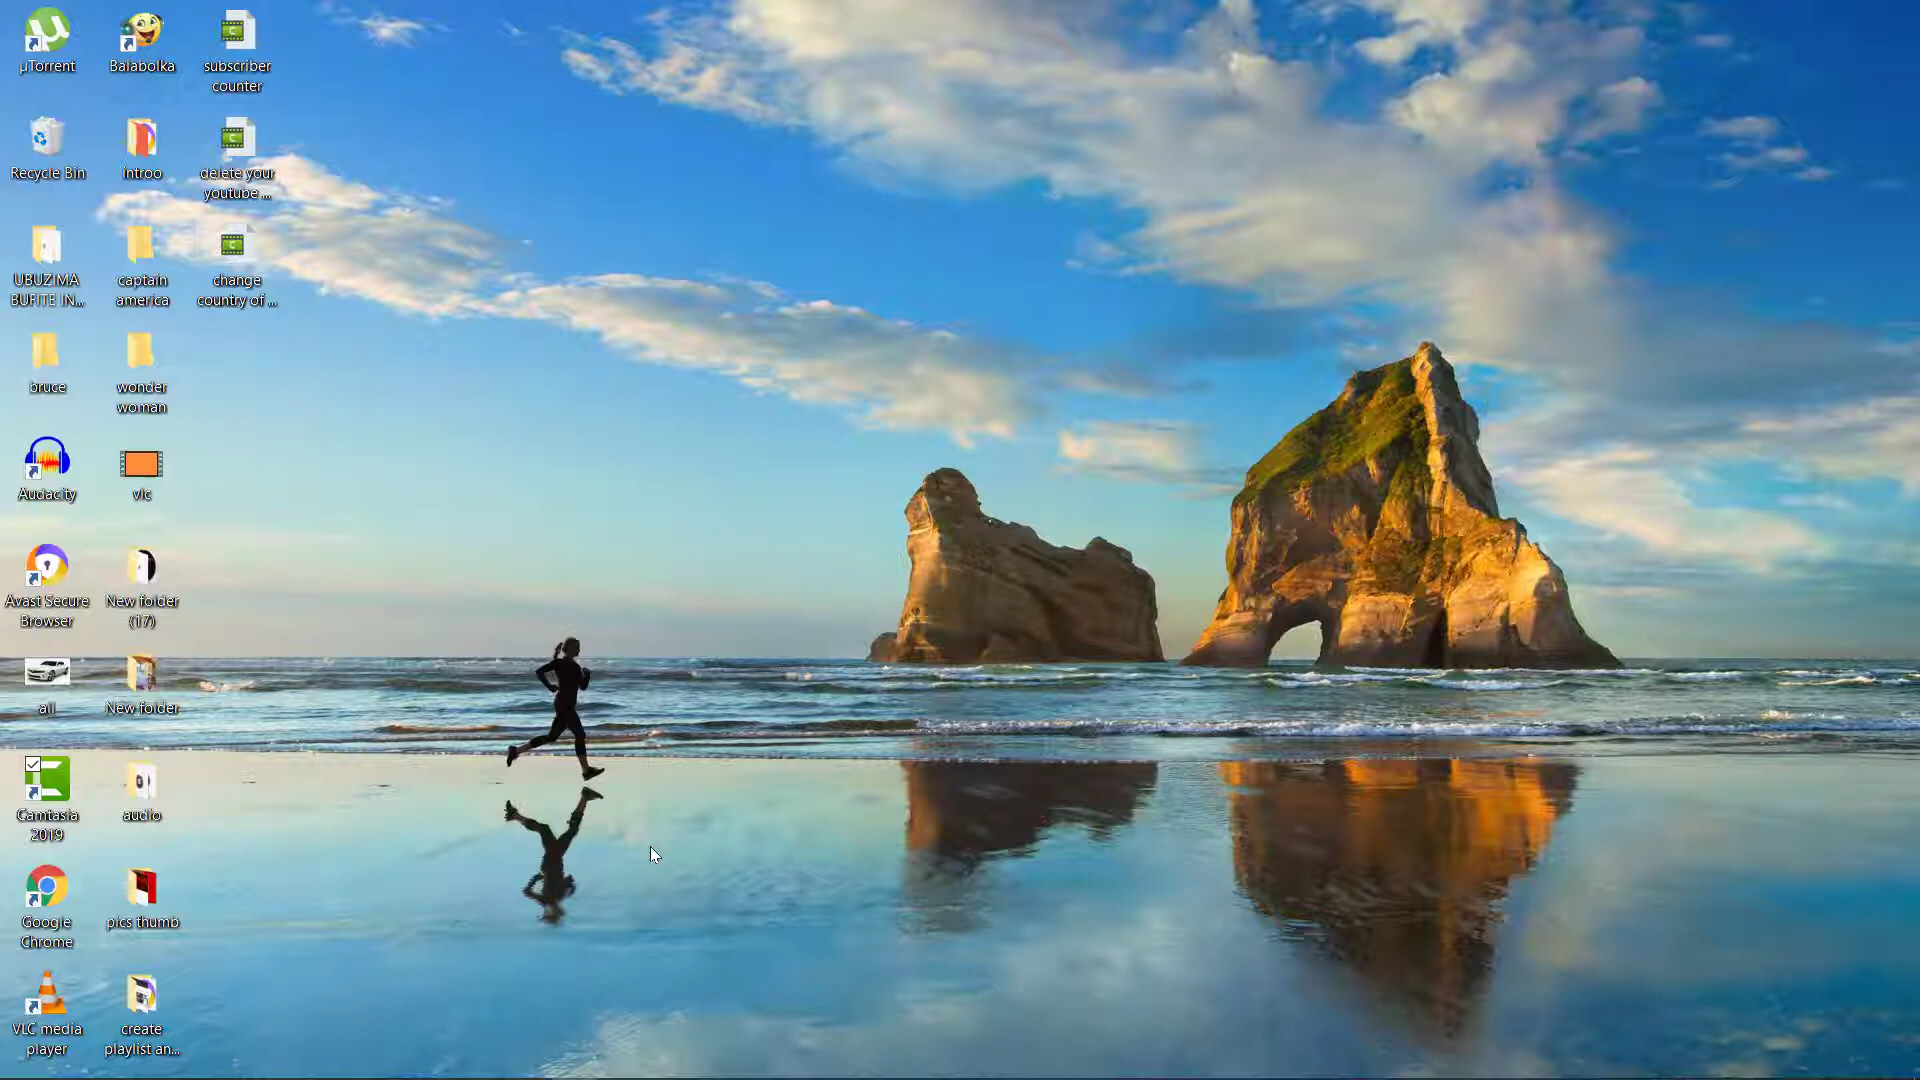 µTorrent
Balabolka
subscriber
counter
Recycle Bin
introo
delete your
youtube ...
UBUZIMA
BUFITE IN...
captain
america
change
country of ...
bruce
wonder
woman
Audacity
vlc
Avast Secure
Browser
New folder
(17)
all
New folder
Camtasia
2019
audio
Google
Chrome
pics thumb
VLC media
player
create
playlist an...